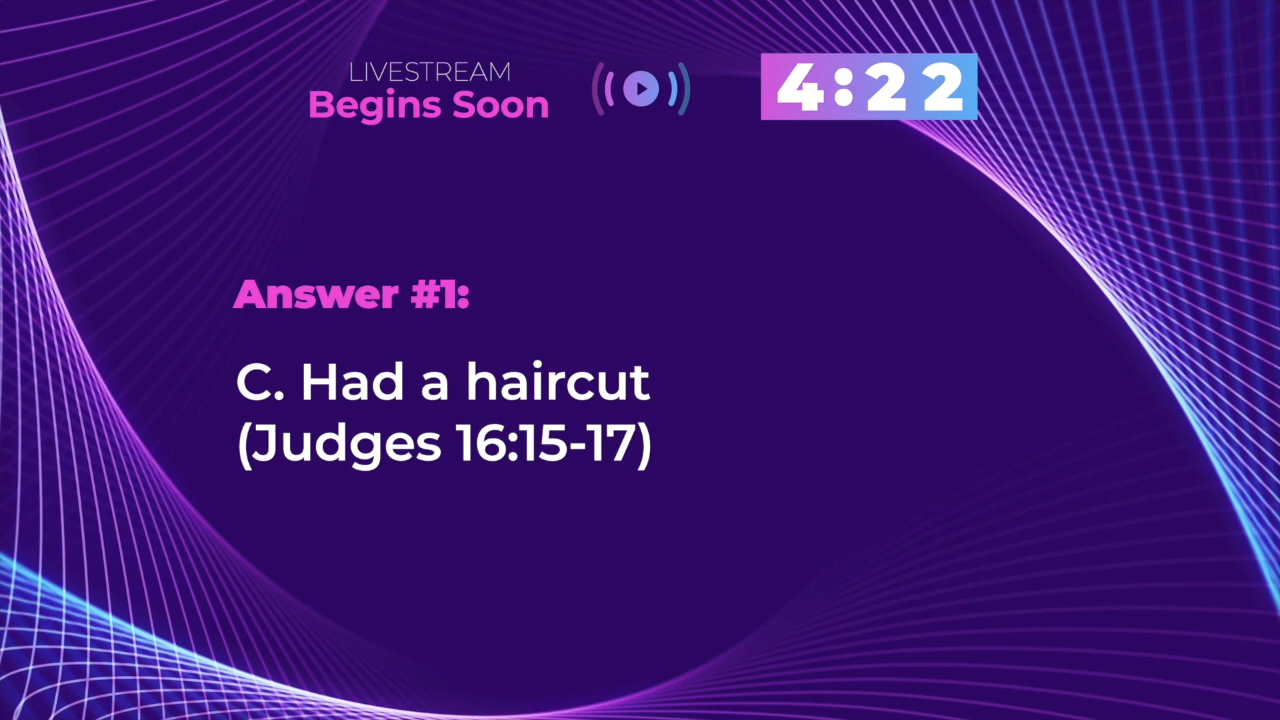 LIVESTREAM
Begins Soon
4:22
Answer #1:
C. Had a haircut
(Judges 16:15-17)